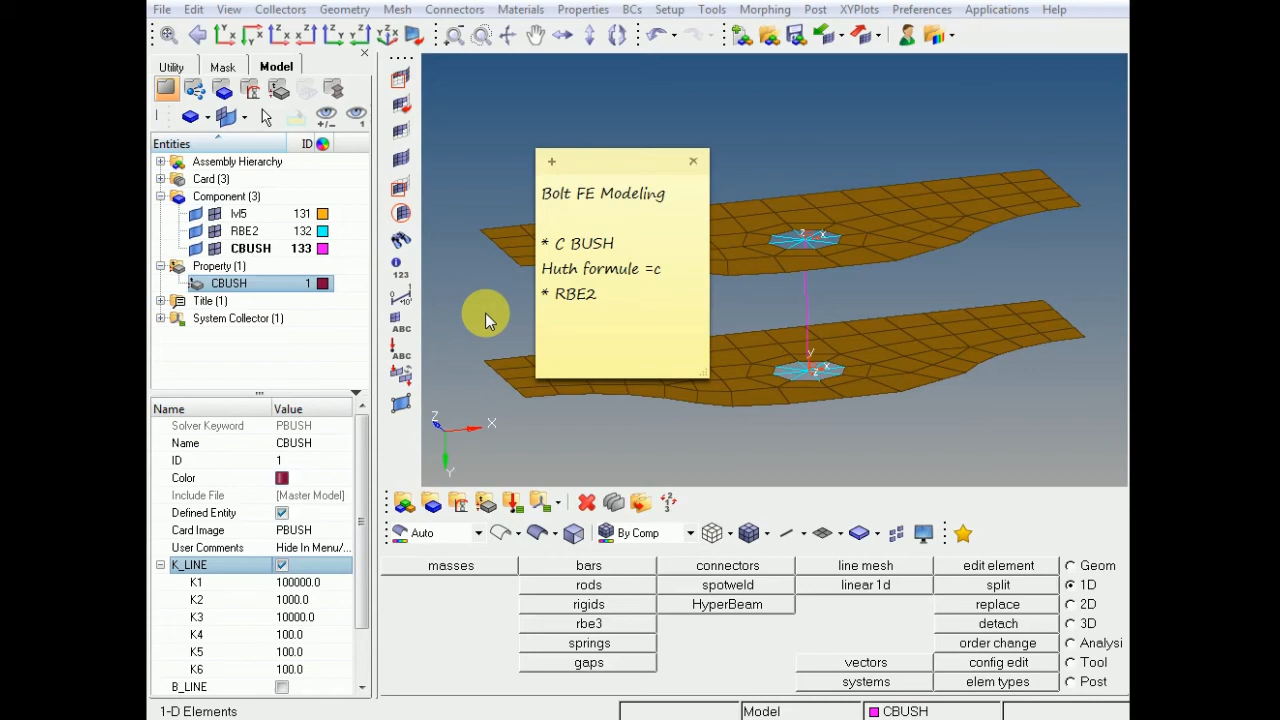 File Edit View Collectors Geometry Mesh Connectors Materials Properties BCs Setup Tools Morphing Post XYPlots Preferences Applications Help
Utility Mask Model
Entities ID
Assembly Hierarchy
Card (3)
Component (3)
lvl5 131
RBE2 132
CBUSH 133
Property (1)
CBUSH 1
Title (1)
System Collector (1)
Name Value
Solver Keyword PBUSH
Name CBUSH
ID 1
Color
Include File [Master Model]
Defined Entity
Card Image PBUSH
User Comments Hide In Menu/...
K_LINE
K1 100000.0
K2 1000.0
K3 10000.0
K4 100.0
K5 100.0
K6 100.0
B_LINE
1-D Elements
123
ABC
ABC
Bolt FE Modeling
* C BUSH
Huth formule =c
* RBE2
z x
y
z x
Z X
Y
Auto By Comp
masses bars connectors line mesh edit element Geom
rods spotweld linear 1d split 1D
rigids HyperBeam replace 2D
rbe3 detach 3D
springs order change Analysi
gaps vectors config edit Tool
systems elem types Post
Model CBUSH